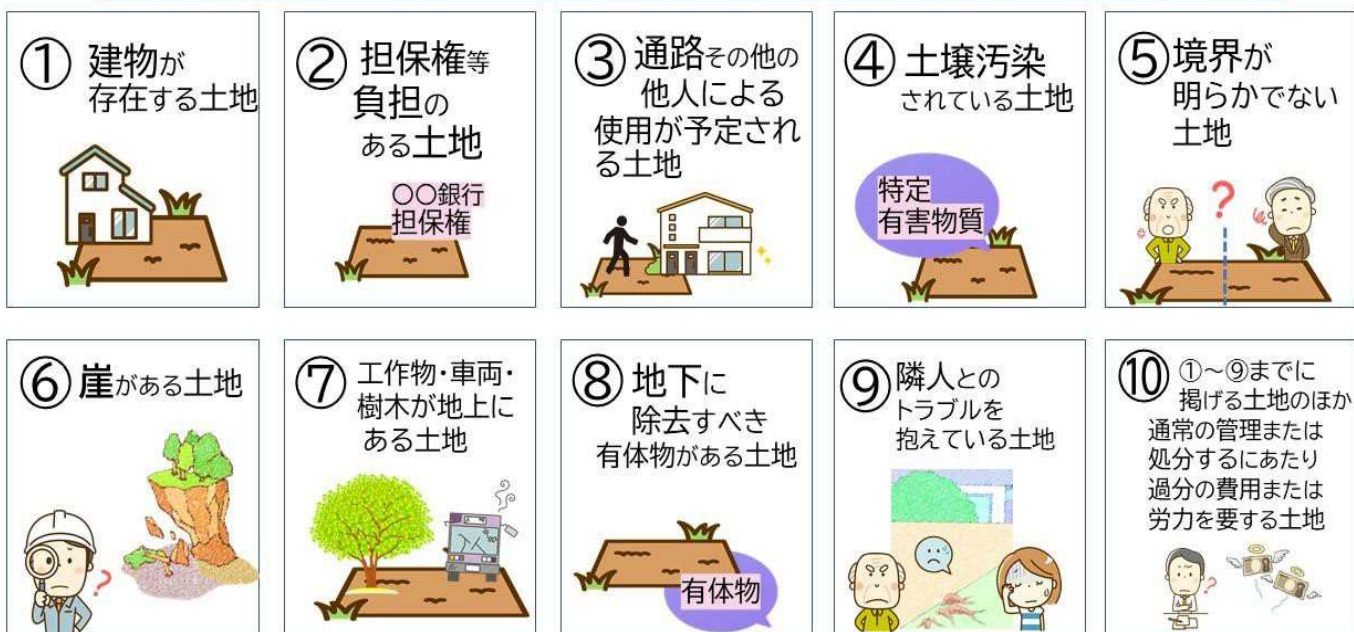 ① 建物が
存在する土地
② 担保権等
負担の
ある土地
〇〇銀行
担保権
③ 通路その他の
他人による
使用が予定され
る土地
④ 土壌汚染
されている土地
特定
有害物質
⑤ 境界が
明らかでない
土地
?
⑥ 崖がある土地
?
⑦ 工作物・車両・
樹木が地上に
ある土地
⑧ 地下に
除去すべき
有体物がある土地
有体物
⑨ 隣人との
トラブルを
抱えている土地
⑩ ①～⑨までに
掲げる土地のほか
通常の管理または
処分するにあたり
過分の費用または
労力を要する土地
?